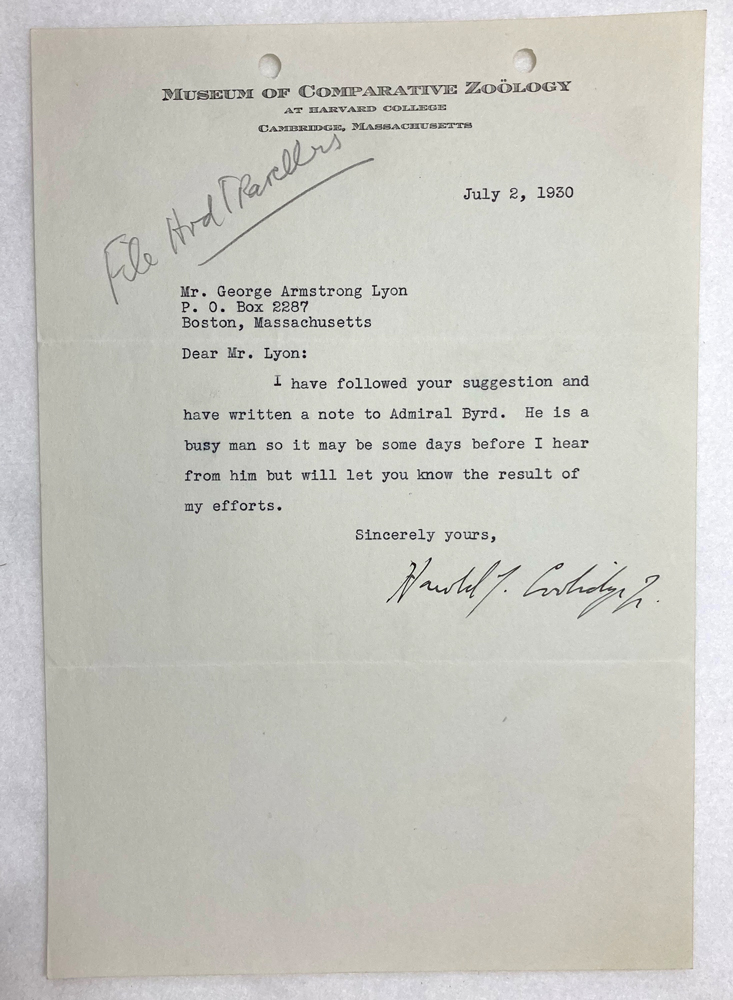 MUSEUM OF COMPARATIVE ZOÖLOGY
AT HARVARD COLLEGE
CAMBRIDGE, MASSACHUSETTS
File Hvd Travellers
July 2, 1930
Mr. George Armstrong Lyon
P. O. Box 2287
Boston, Massachusetts
Dear Mr. Lyon:
I have followed your suggestion and
have written a note to Admiral Byrd.  He is a
busy man so it may be some days before I hear
from him but will let you know the result of
my efforts.
Sincerely yours,
Harold J. Coolidge Jr.